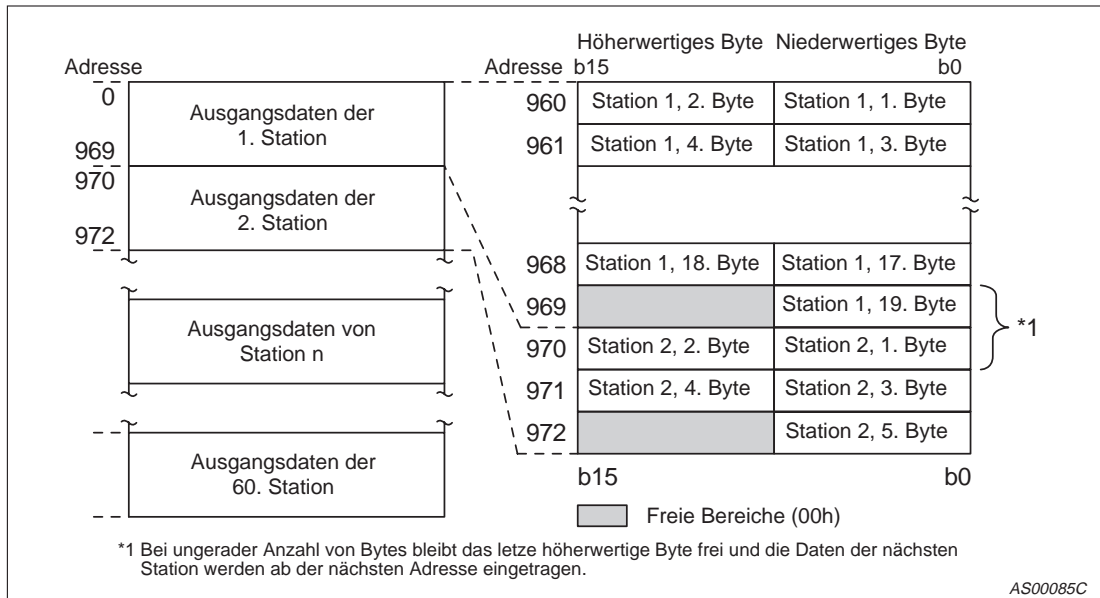 Adresse
0
Ausgangsdaten der
1. Station
969
970
Ausgangsdaten der
2. Station
972
Ausgangsdaten von
Station n
Ausgangsdaten der
60. Station
Höherwertiges Byte Niederwertiges Byte
Adresse b15 b0
960 Station 1, 2. Byte Station 1, 1. Byte
961 Station 1, 4. Byte Station 1, 3. Byte
968 Station 1, 18. Byte Station 1, 17. Byte
969 Station 1, 19. Byte
*1
970 Station 2, 2. Byte Station 2, 1. Byte
971 Station 2, 4. Byte Station 2, 3. Byte
972 Station 2, 5. Byte
b15 b0
Freie Bereiche (00h)
*1 Bei ungerader Anzahl von Bytes bleibt das letze höherwertige Byte frei und die Daten der nächsten
Station werden ab der nächsten Adresse eingetragen.
AS00085C